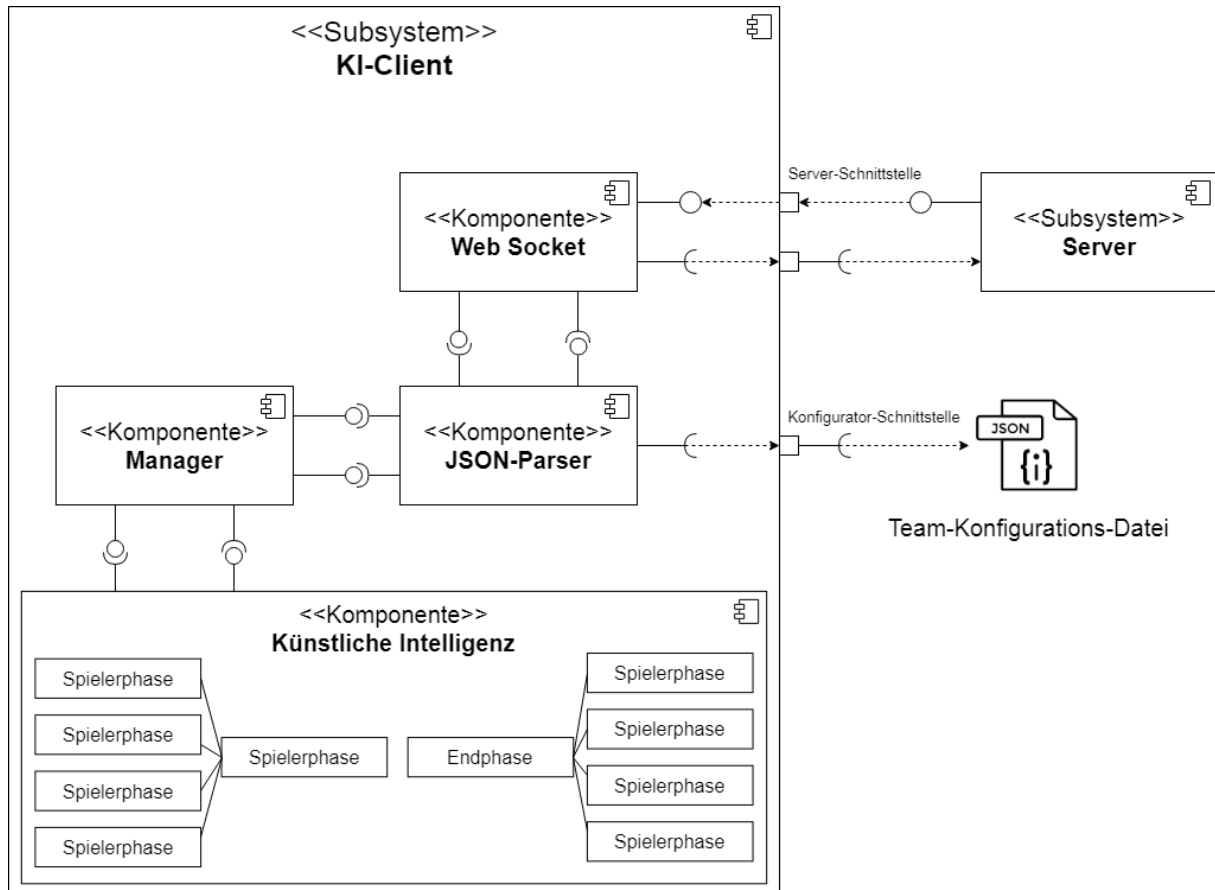 <<Subsystem>>
KI-Client
Server-Schnittstelle
<<Komponente>>
Web Socket
<<Subsystem>>
Server
<<Komponente>>
Manager
<<Komponente>>
JSON-Parser
Konfigurator-Schnittstelle
JSON
{i}
Team-Konfigurations-Datei
<<Komponente>>
Künstliche Intelligenz
Spielerphase
Spielerphase
Spielerphase
Spielerphase
Spielerphase
Endphase
Spielerphase
Spielerphase
Spielerphase
Spielerphase